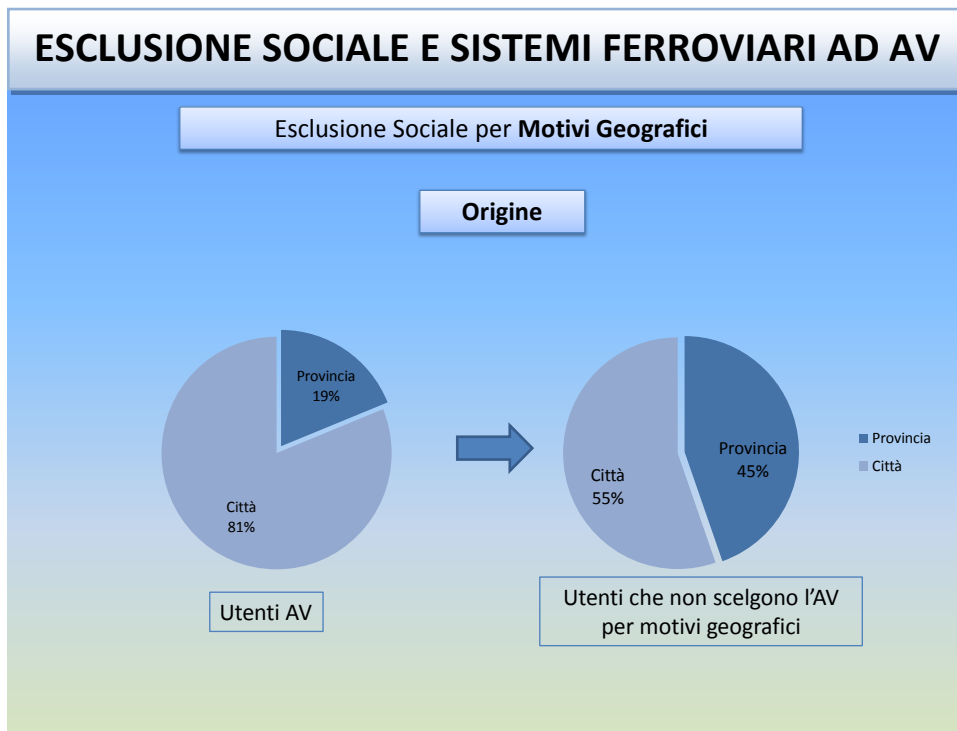 ESCLUSIONE SOCIALE E SISTEMI FERROVIARI AD AV
Esclusione Sociale per Motivi Geografici
Origine
Provincia
19%
Città
81%
Utenti AV
Provincia
45%
Città
55%
Provincia
Città
Utenti che non scelgono l'AV
per motivi geografici